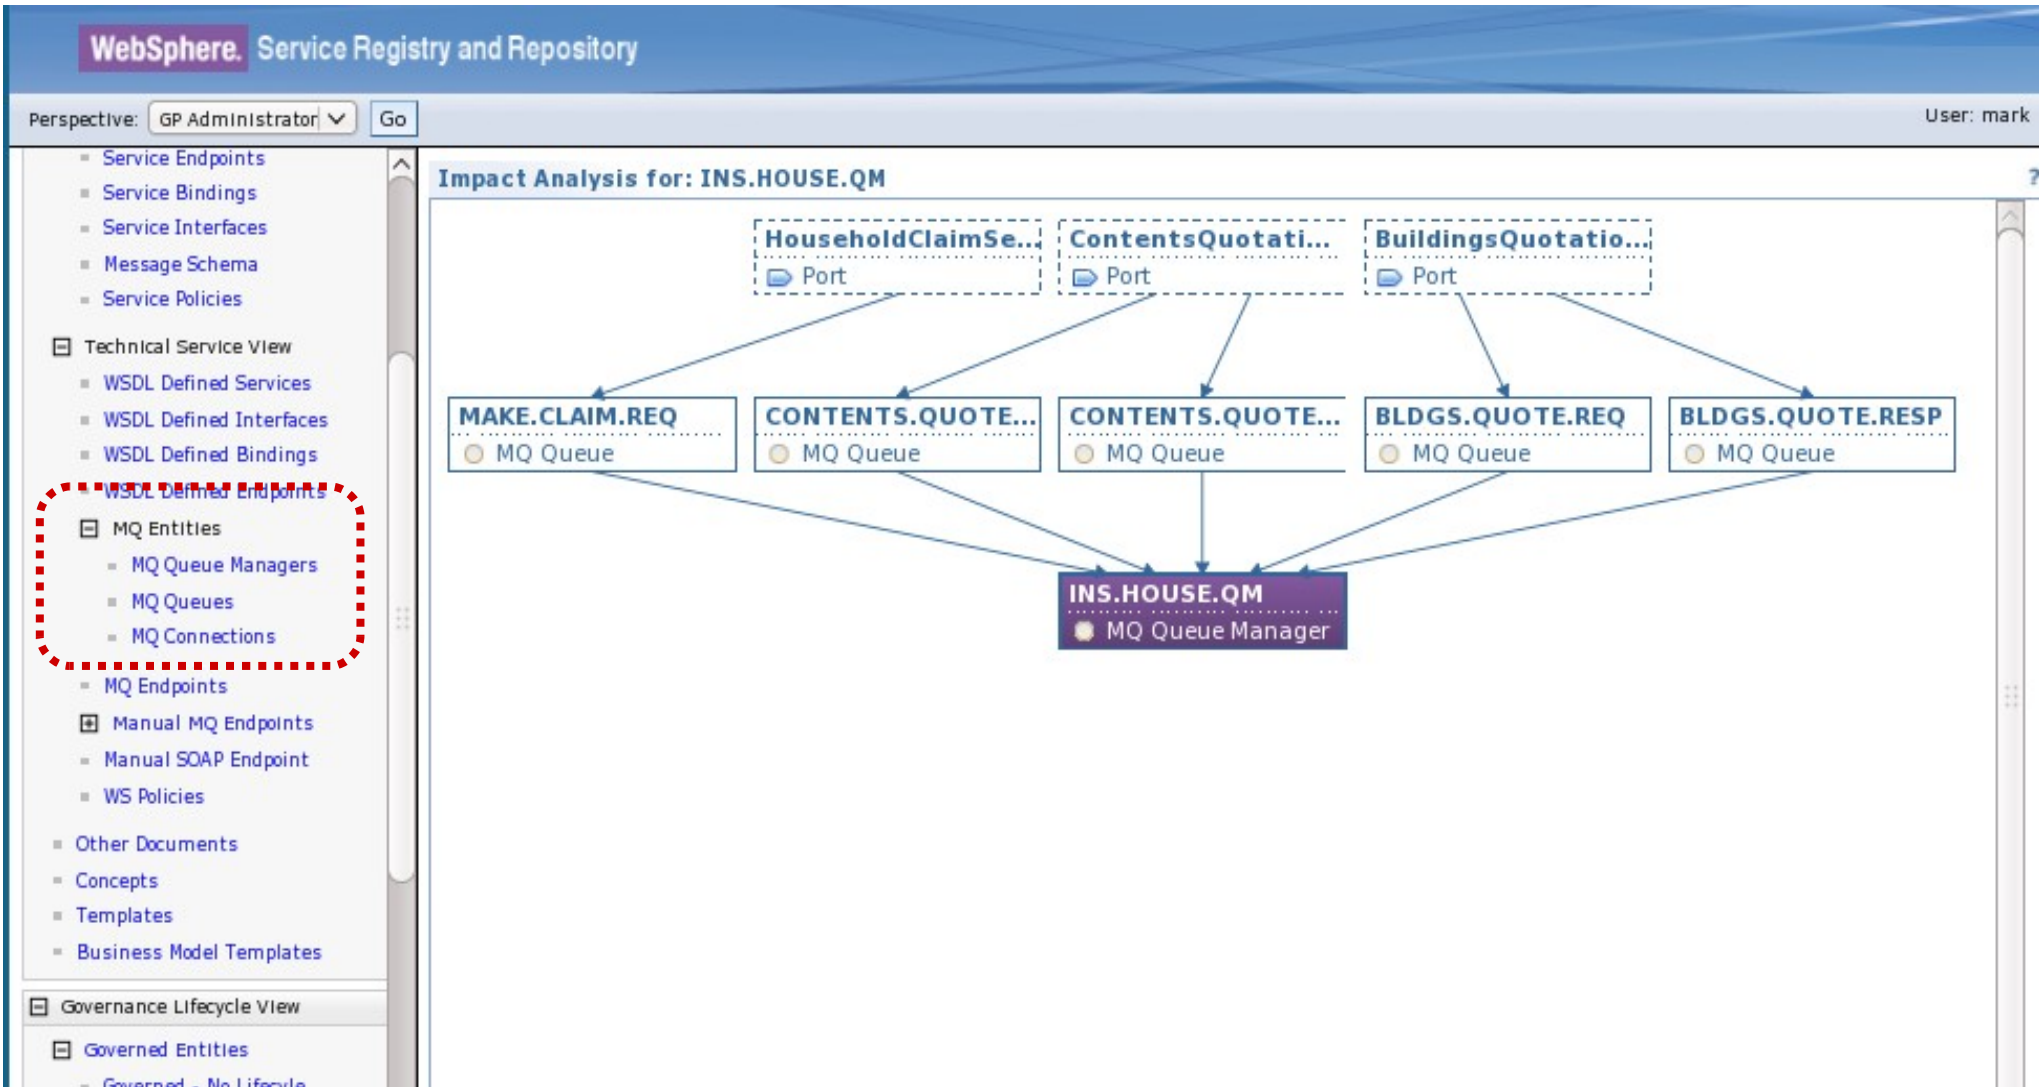 WebSphere. Service Registry and Repository
Perspective: GP Administrator Go
User: mark
Service Endpoints
Service Bindings
Service Interfaces
Message Schema
Service Policies
Technical Service View
WSDL Defined Services
WSDL Defined Interfaces
WSDL Defined Bindings
WSDL Defined Endpoints
MQ Entities
MQ Queue Managers
MQ Queues
MQ Connections
MQ Endpoints
Manual MQ Endpoints
Manual SOAP Endpoint
WS Policies
Other Documents
Concepts
Templates
Business Model Templates
Governance Lifecycle View
Governed Entities
Governed - No Lifecyle
Impact Analysis for: INS.HOUSE.QM
?
HouseholdClaimSe...
Port
ContentsQuotati...
Port
BuildingsQuotatio...
Port
MAKE.CLAIM.REQ
MQ Queue
CONTENTS.QUOTE...
MQ Queue
CONTENTS.QUOTE...
MQ Queue
BLDGS.QUOTE.REQ
MQ Queue
BLDGS.QUOTE.RESP
MQ Queue
INS.HOUSE.QM
MQ Queue Manager